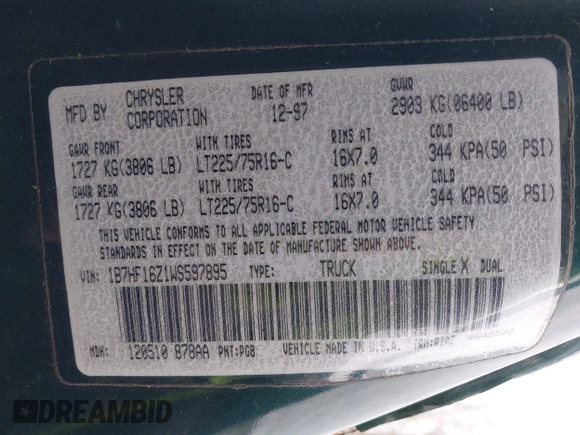 MFD BY CHRYSLER CORPORATION DATE OF MFR 12-97 GVWR 2903 KG(06400 LB)
GAWR FRONT WITH TIRES RIMS AT COLD
1727 KG(3806 LB) LT225/75R16-C 16X7.0 344 KPA(50 PSI)
GAWR REAR WITH TIRES RIMS AT COLD
1727 KG(3806 LB) LT225/75R16-C 16X7.0 344 KPA(50 PSI)
THIS VEHICLE CONFORMS TO ALL APPLICABLE FEDERAL MOTOR VEHICLE SAFETY
STANDARDS IN EFFECT ON THE DATE OF MANUFACTURE SHOWN ABOVE.
VIN: 1B7HF16Z1WS597895 TYPE: TRUCK SINGLE X DUAL
MDH: 120510 878AA PNT:PGB VEHICLE MADE IN U.S.A.
DREAMBID